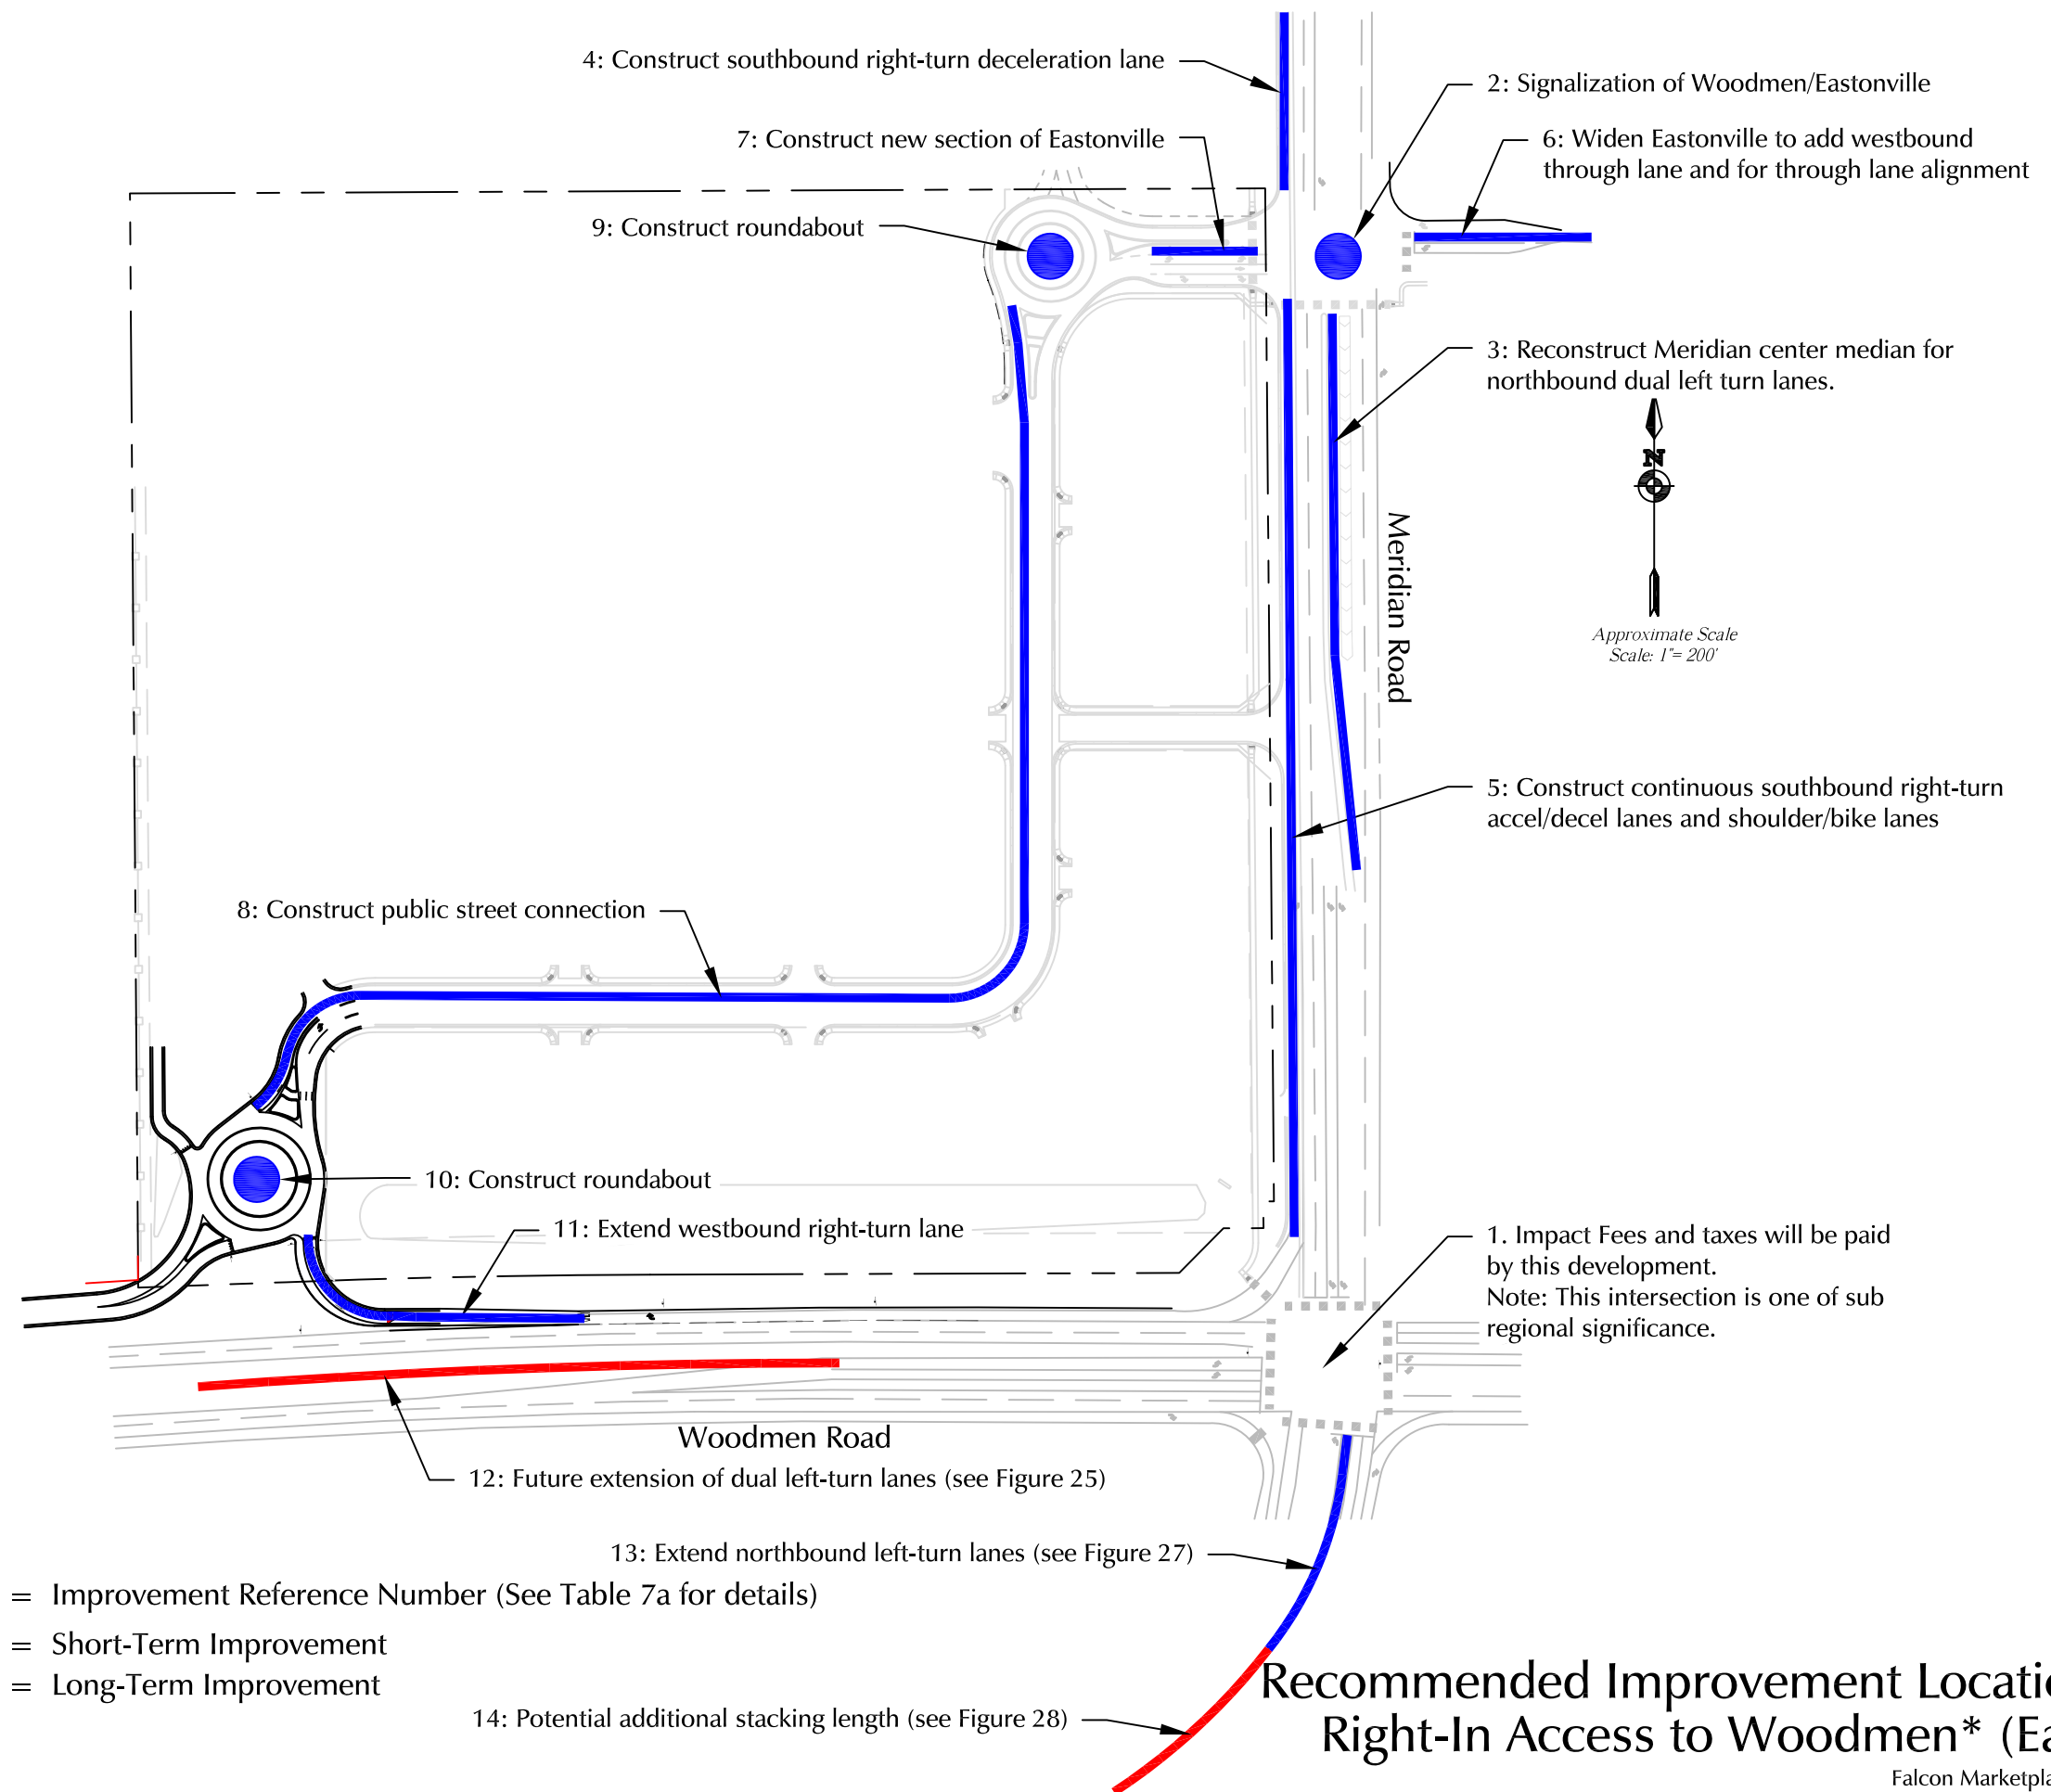 4: Construct southbound right-turn deceleration lane
2: Signalization of Woodmen/Eastonville
7: Construct new section of Eastonville
6: Widen Eastonville to add westbound
through lane and for through lane alignment
9: Construct roundabout
3: Reconstruct Meridian center median for
northbound dual left turn lanes.
N
Approximate Scale
Scale: 1"= 200'
Meridian Road
5: Construct continuous southbound right-turn
accel/decel lanes and shoulder/bike lanes
8: Construct public street connection
10: Construct roundabout
11: Extend westbound right-turn lane
1. Impact Fees and taxes will be paid
by this development.
Note: This intersection is one of sub
regional significance.
Woodmen Road
12: Future extension of dual left-turn lanes (see Figure 25)
13: Extend northbound left-turn lanes (see Figure 27)
= Improvement Reference Number (See Table 7a for details)
= Short-Term Improvement
= Long-Term Improvement
14: Potential additional stacking length (see Figure 28)
Recommended Improvement Locatio
Right-In Access to Woodmen* (Ea
Falcon Marketpla